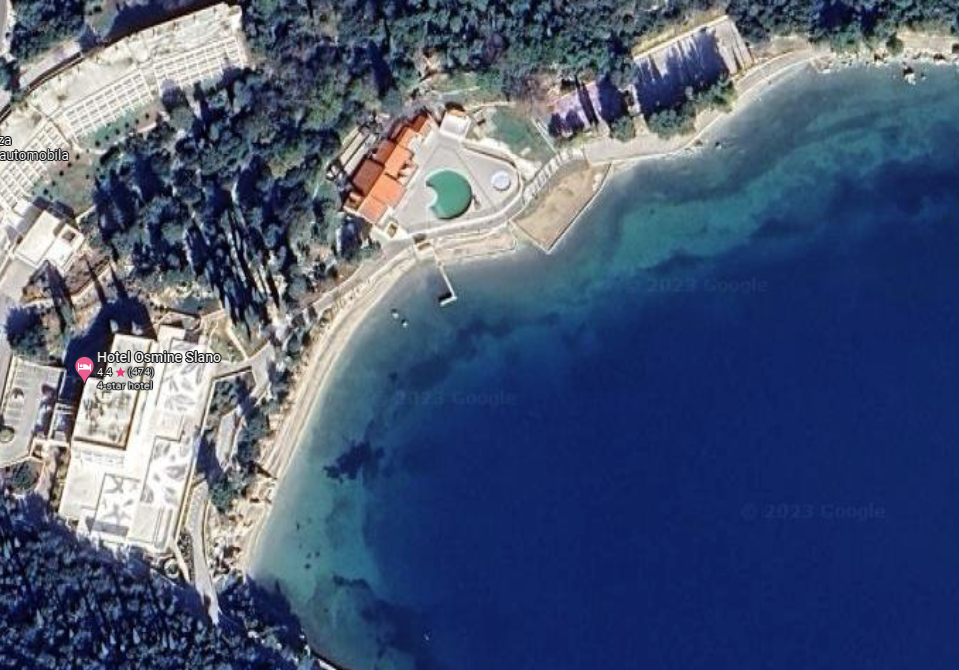 za
automobila
© 2023 Google
Hotel Osmine Slano
4.4 ★ (474)
4-star hotel
© 2023 Google
© 2023 Google